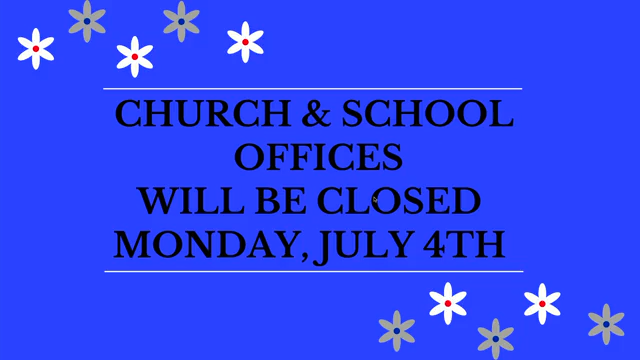 CHURCH & SCHOOL
OFFICES
WILL BE CLOSED
MONDAY, JULY 4TH